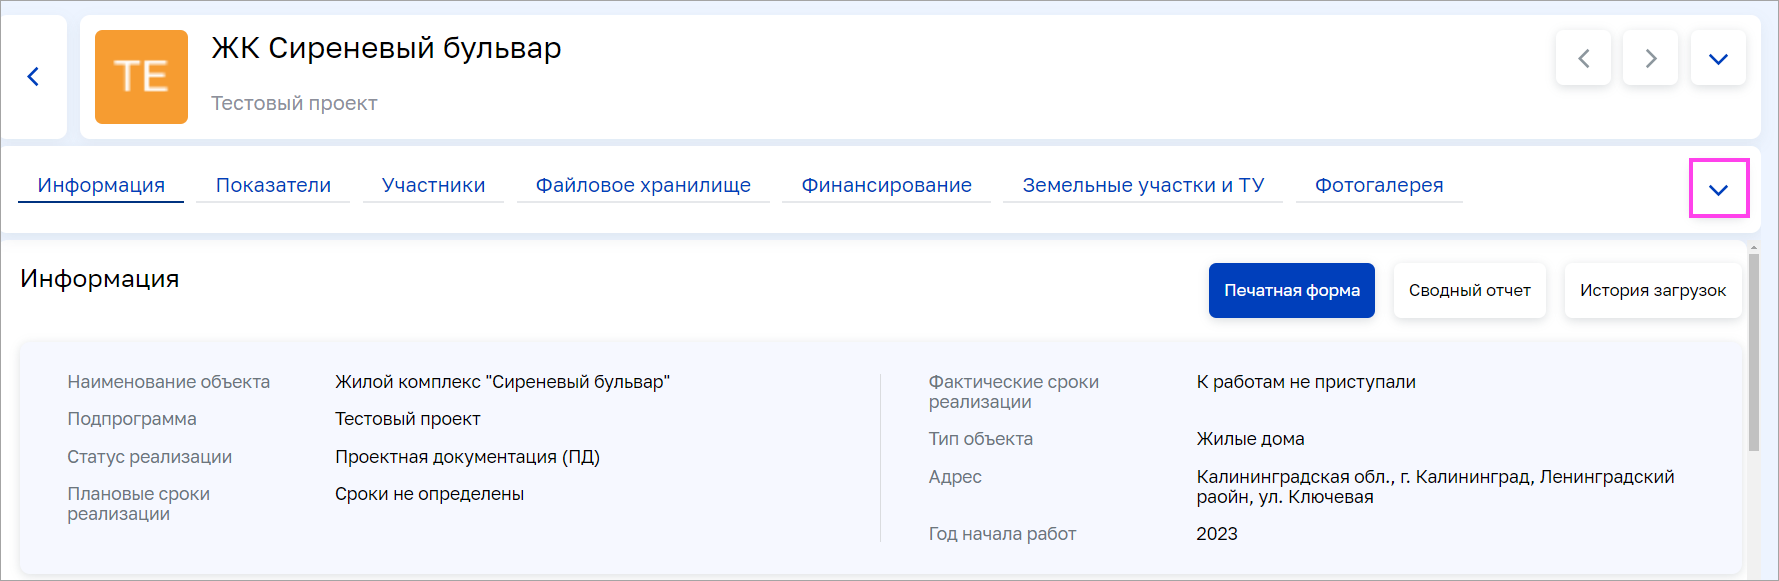 ТЕ
ЖК Сиреневый бульвар
Тестовый проект
Информация Показатели Участники Файловое хранилище Финансирование Земельные участки и ТУ Фотогалерея
Информация
Печатная форма Сводный отчет История загрузок
Наименование объекта Жилой комплекс "Сиреневый бульвар"
Подпрограмма Тестовый проект
Статус реализации Проектная документация (ПД)
Плановые сроки Сроки не определены
реализации
Фактические сроки К работам не приступали
реализации
Тип объекта Жилые дома
Адрес Калининградская обл., г. Калининград, Ленинградский
раойн, ул. Ключевая
Год начала работ 2023